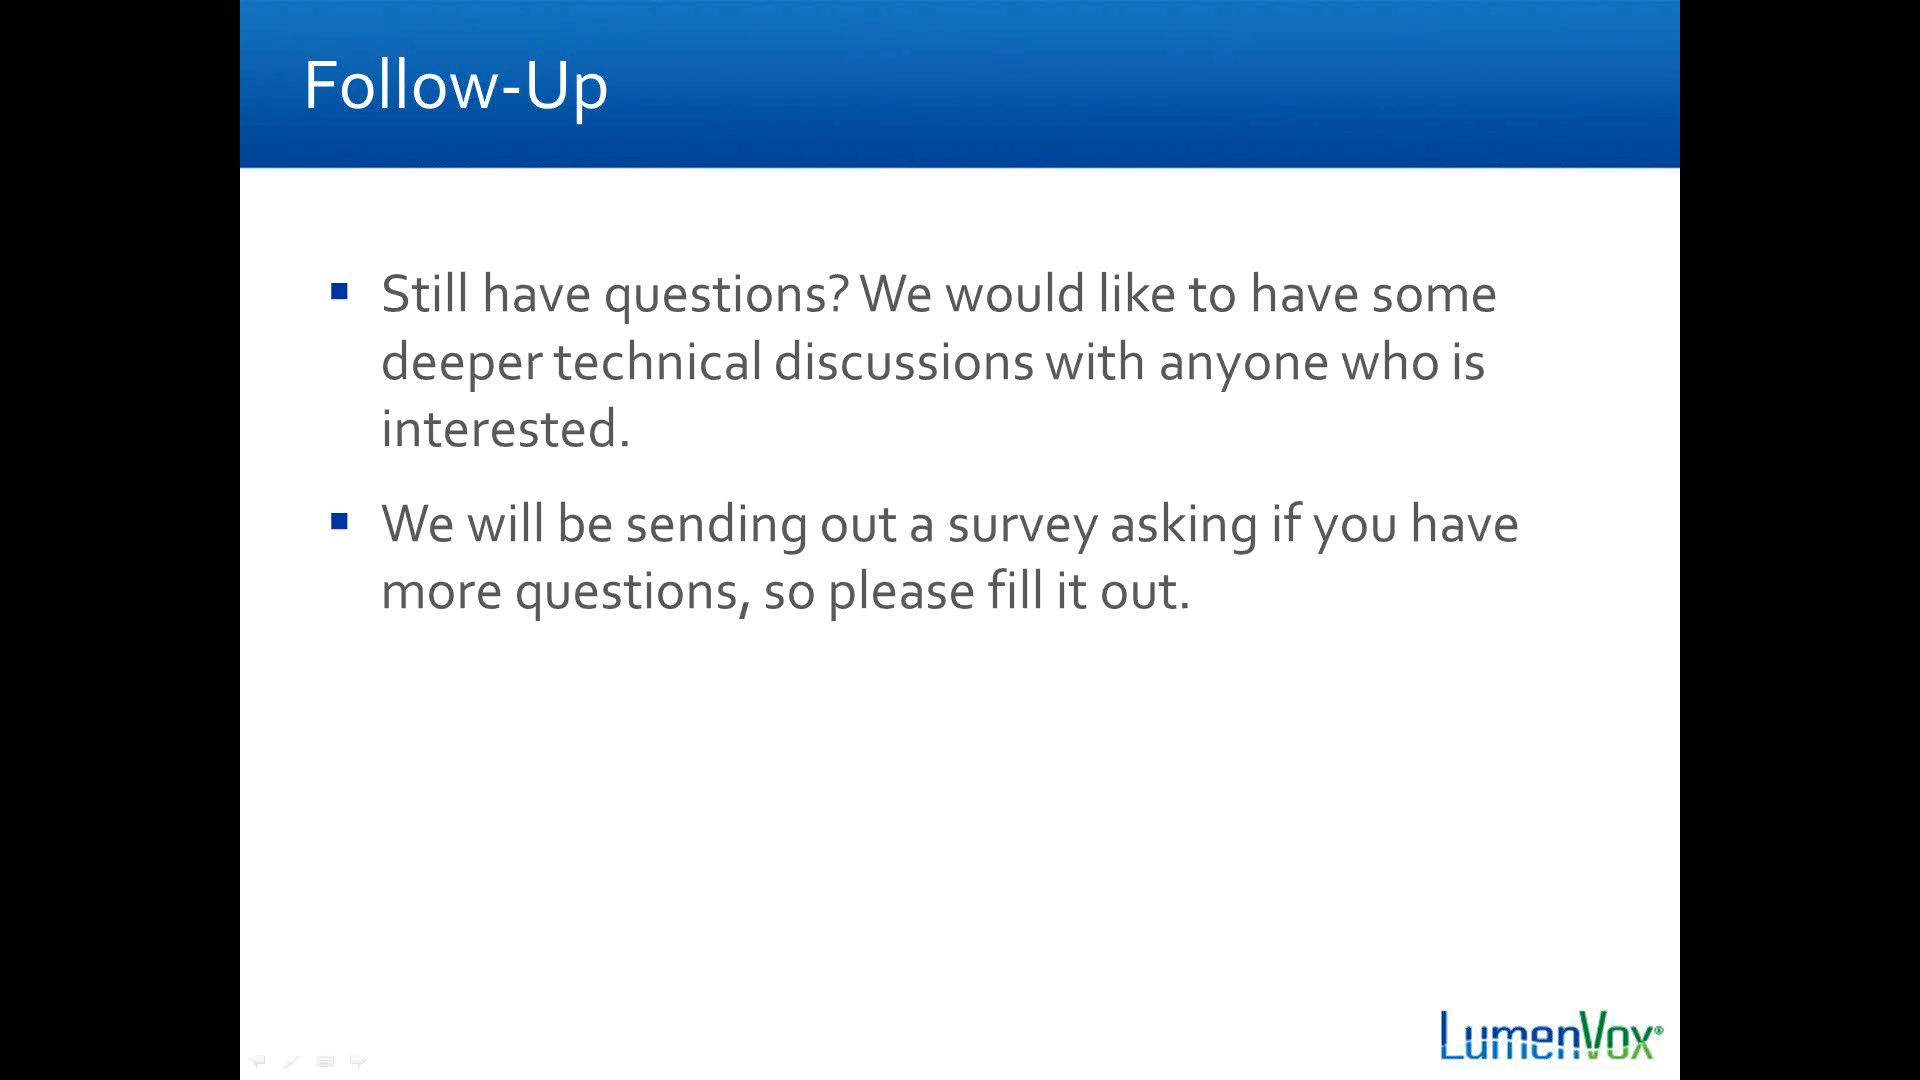 Follow-Up
Still have questions? We would like to have some
deeper technical discussions with anyone who is
interested.
We will be sending out a survey asking if you have
more questions, so please fill it out.
LumenVox®